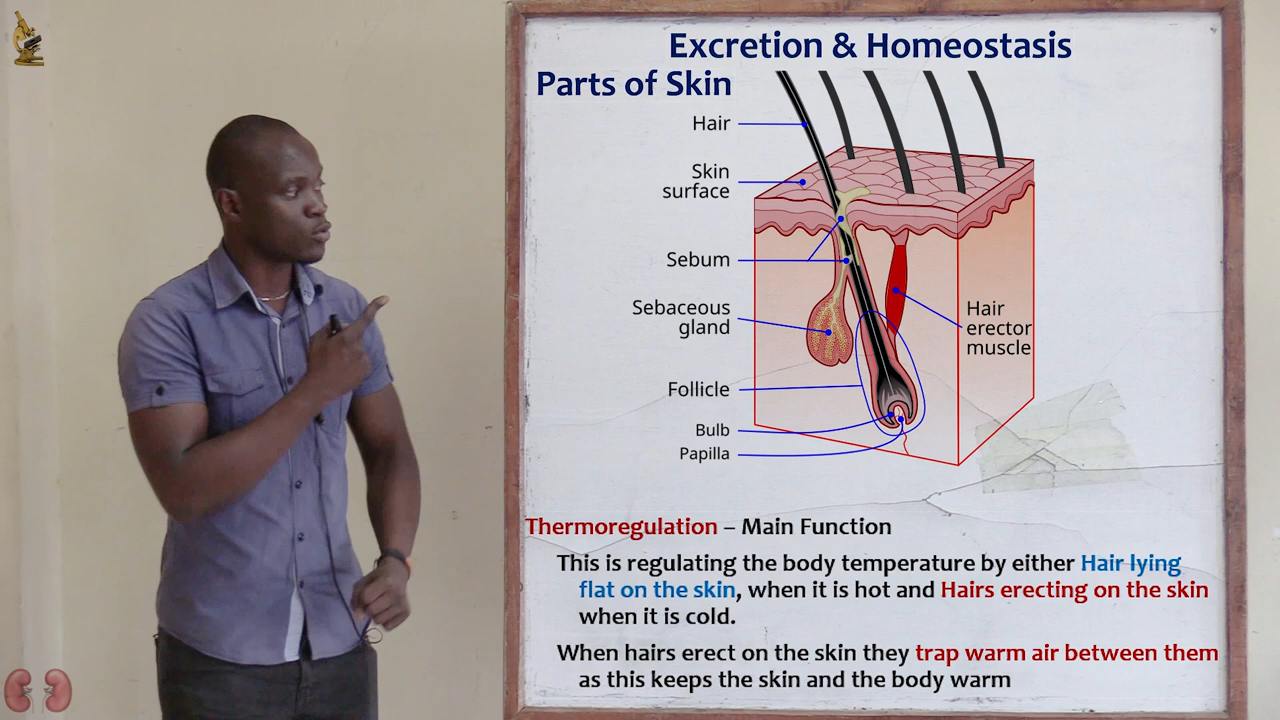 Excretion & Homeostasis
Parts of Skin
Hair
Skin
surface
Sebum
Sebaceous
gland
Hair
erector
muscle
Follicle
Bulb
Papilla
Thermoregulation – Main Function
This is regulating the body temperature by either Hair lying
flat on the skin, when it is hot and Hairs erecting on the skin
when it is cold.
When hairs erect on the skin they trap warm air between them
as this keeps the skin and the body warm